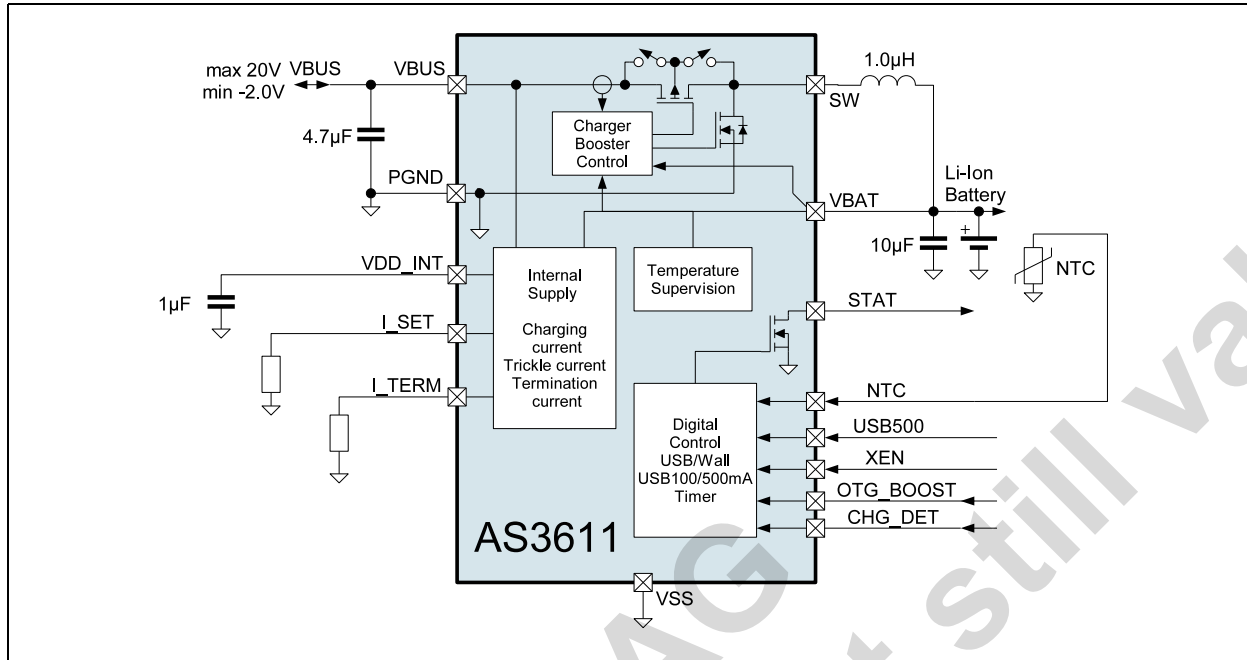 max 20V VBUS
min -2.0V
VBUS
4.7µF
PGND
Charger
Booster
Control
SW
1.0µH
VBAT
Li-Ion
Battery
+
10µF
NTC
VDD_INT
1µF
I_SET
I_TERM
Internal
Supply
Charging
current
Trickle current
Termination
current
Temperature
Supervision
STAT
Digital
Control
USB/Wall
USB100/500mA
Timer
NTC
USB500
XEN
OTG_BOOST
CHG_DET
AS3611
VSS
AG
still